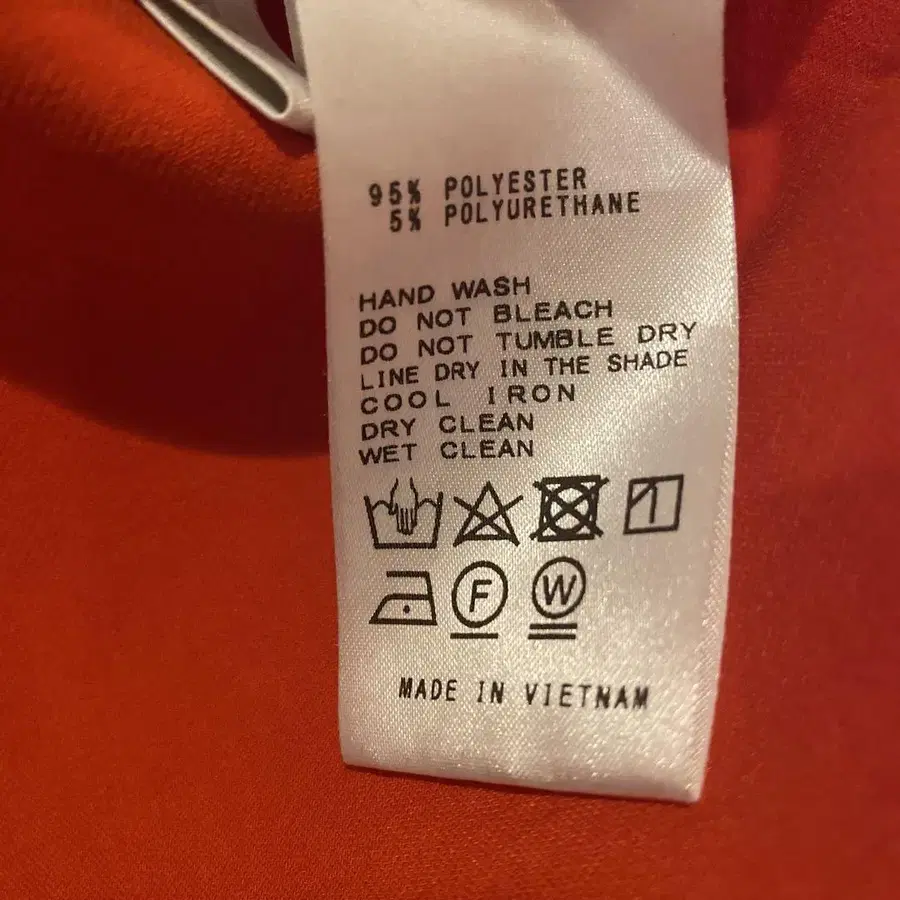 95% POLYESTER
5% POLYURETHANE
HAND WASH
DO NOT BLEACH
DO NOT TUMBLE DRY
LINE DRY IN THE SHADE
COOL IRON
DRY CLEAN
WET CLEAN
F W
MADE IN VIETNAM